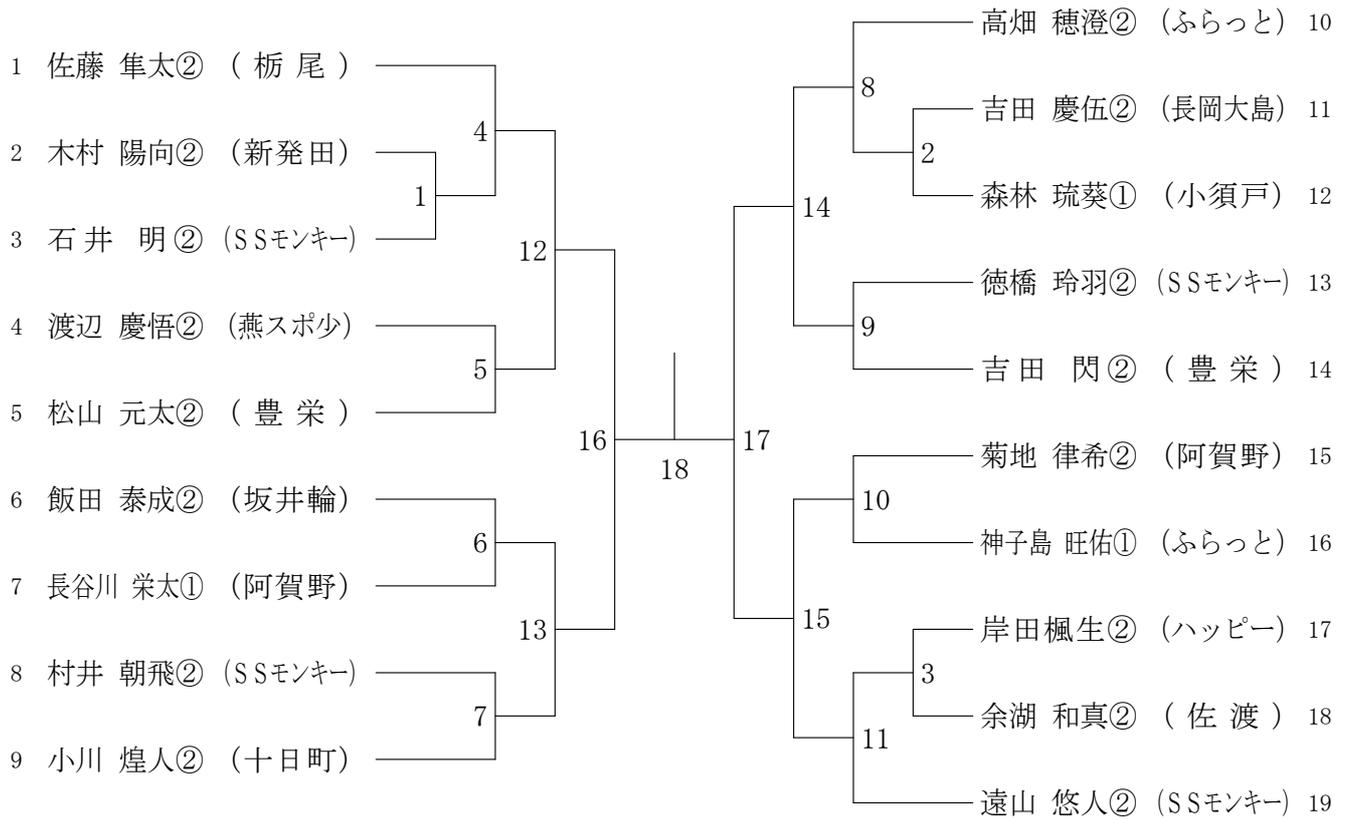 1 佐藤 隼太② (栃尾)
2 木村 陽向② (新発田)
3 石井 明② (SSモンキー)
4 渡辺 慶悟② (燕スポ少)
5 松山 元太② (豊栄)
6 飯田 泰成② (坂井輪)
7 長谷川 栄太① (阿賀野)
8 村井 朝飛② (SSモンキー)
9 小川 煌人② (十日町)
4
1
12
5
16
6
13
7
18
8
2
14
9
17
10
15
3
11
高畑 穂澄② (ふらっと) 10
吉田 慶伍② (長岡大島) 11
森林 琉葵① (小須戸) 12
徳橋 玲羽② (SSモンキー) 13
吉田 閃② (豊栄) 14
菊地 律希② (阿賀野) 15
神子島 旺佑① (ふらっと) 16
岸田楓生② (ハッピー) 17
余湖 和真② (佐渡) 18
遠山 悠人② (SSモンキー) 19